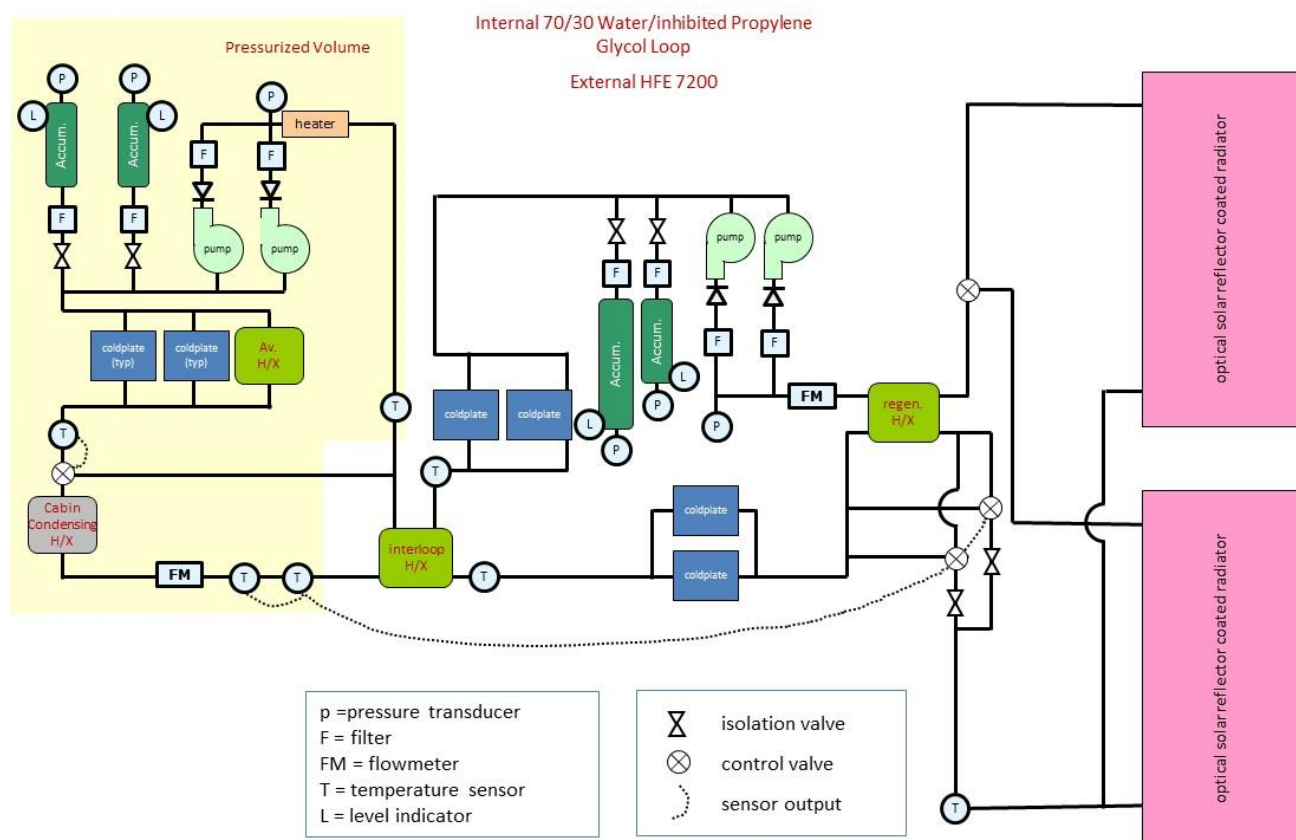 Internal 70/30 Water/inhibited Propylene
Glycol Loop
External HFE 7200
Pressurized Volume
P
P
P
L
L
Accum.
Accum.
heater
F
F
F
F
pump
pump
coldplate
(typ)
coldplate
(typ)
Av.
H/X
T
T
Cabin
Condensing
H/X
FM
T
T
interloop
H/X
T
T
coldplate
coldplate
F
F
Accum.
Accum.
L
L
P
P
pump
pump
F
F
P
FM
regen.
H/X
coldplate
coldplate
T
optical solar reflector coated radiator
optical solar reflector coated radiator
p =pressure transducer
F = filter
FM = flowmeter
T = temperature sensor
L = level indicator
isolation valve
control valve
sensor output